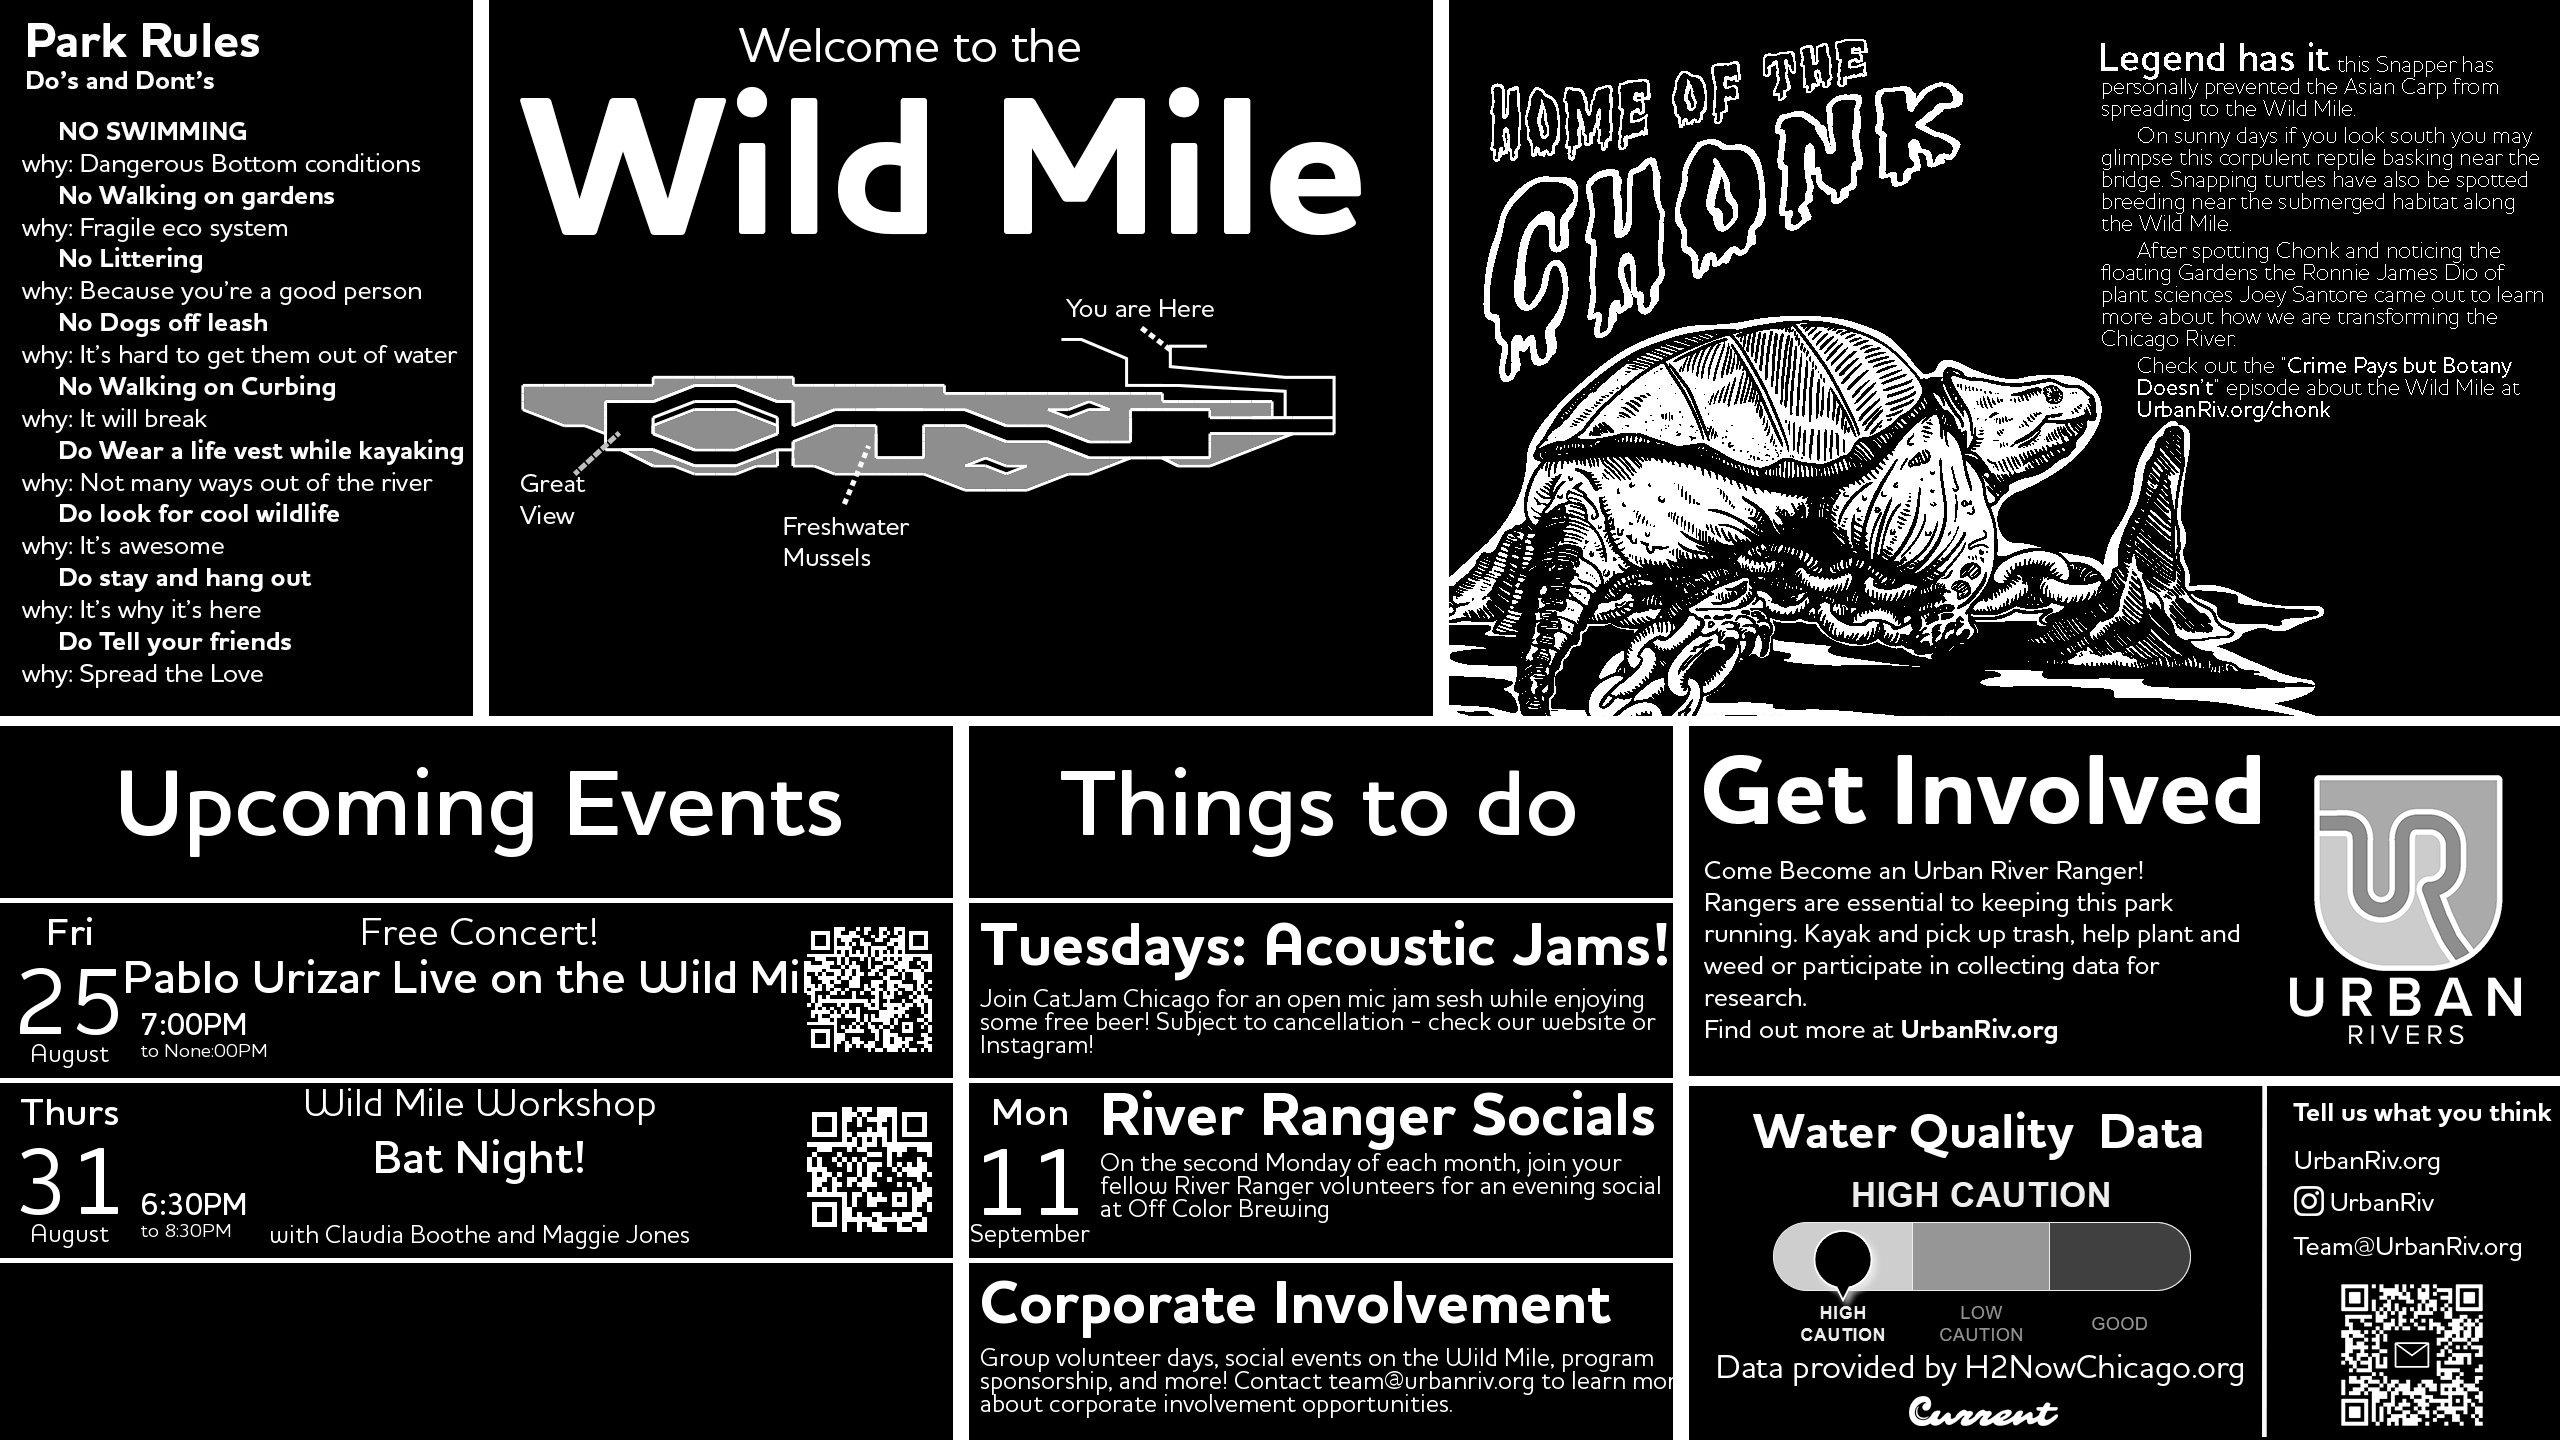 Park Rules
Do's and Dont's
NO SWIMMING
why: Dangerous Bottom conditions
No Walking on gardens
why: Fragile eco system
No Littering
why: Because you're a good person
No Dogs off leash
why: It's hard to get them out of water
No Walking on Curbing
why: It will break
Do Wear a life vest while kayaking
why: Not many ways out of the river
Do look for cool wildlife
why: It's awesome
Do stay and hang out
why: It's why it's here
Do Tell your friends
why: Spread the Love
Welcome to the
Wild Mile
You are Here
Great
View
Freshwater
Mussels
HOME OF THE
CHONK
Legend has it this Snapper has
personally prevented the Asian Carp from
spreading to the Wild Mile.
On sunny days if you look south you may
glimpse this corpulent reptile basking near the
bridge. Snapping turtles have also be spotted
breeding near the submerged habitat along
the Wild Mile.
After spotting Chonk and noticing the
floating Gardens the Ronnie James Dio of
plant sciences Joey Santore came out to learn
more about how we are transforming the
Chicago River.
Check out the "Crime Pays but Botany
Doesn't" episode about the Wild Mile at
UrbanRiv.org/chonk
Upcoming Events
Fri
25
August
Free Concert!
Pablo Urizar Live on the Wild Mi
7:00PM
to None:00PM
Thurs
31
August
Wild Mile Workshop
Bat Night!
6:30PM
to 8:30PM
with Claudia Boothe and Maggie Jones
Things to do
Tuesdays: Acoustic Jams!
Join CatJam Chicago for an open mic jam sesh while enjoying
some free beer! Subject to cancellation - check our website or
Instagram!
Mon
11
September
River Ranger Socials
On the second Monday of each month, join your
fellow River Ranger volunteers for an evening social
at Off Color Brewing
Corporate Involvement
Group volunteer days, social events on the Wild Mile, program
sponsorship, and more! Contact team@urbanriv.org to learn mor
about corporate involvement opportunities.
Get Involved
Come Become an Urban River Ranger!
Rangers are essential to keeping this park
running. Kayak and pick up trash, help plant and
weed or participate in collecting data for
research.
Find out more at UrbanRiv.org
UR
URBAN
RIVERS
Water Quality Data
HIGH CAUTION
HIGH
CAUTION
LOW
CAUTION
GOOD
Data provided by H2NowChicago.org
Current
Tell us what you think
UrbanRiv.org
UrbanRiv
Team@UrbanRiv.org